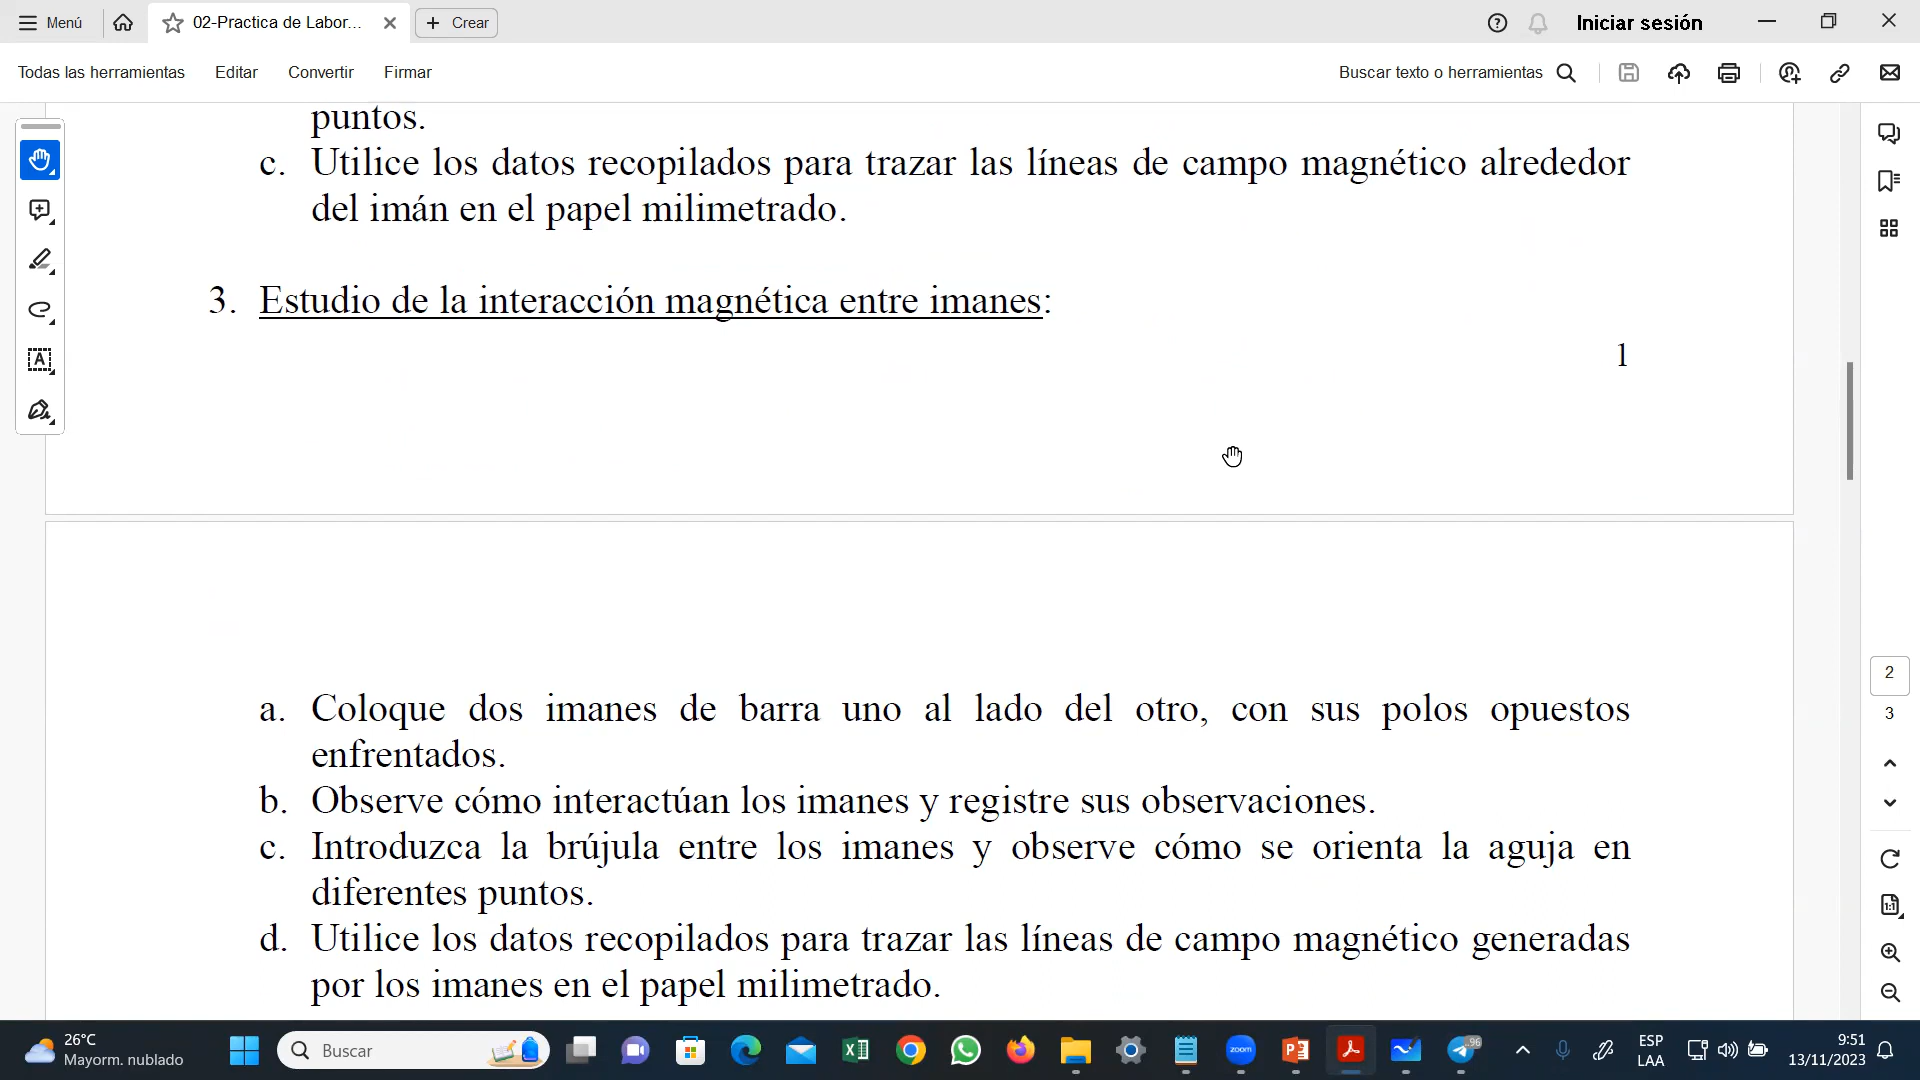 Menú
02-Practica de Labor...
Crear
Iniciar sesión
Todas las herramientas
Editar
Convertir
Firmar
Buscar texto o herramientas
puntos.
c. Utilice los datos recopilados para trazar las líneas de campo magnético alrededor
del imán en el papel milimetrado.
3. Estudio de la interacción magnética entre imanes:
1
a. Coloque dos imanes de barra uno al lado del otro, con sus polos opuestos
enfrentados.
b. Observe cómo interactúan los imanes y registre sus observaciones.
c. Introduzca la brújula entre los imanes y observe cómo se orienta la aguja en
diferentes puntos.
d. Utilice los datos recopilados para trazar las líneas de campo magnético generadas
por los imanes en el papel milimetrado.
2
3
26°C
Mayorm. nublado
Buscar
zoom
96
ESP
LAA
9:51
13/11/2023